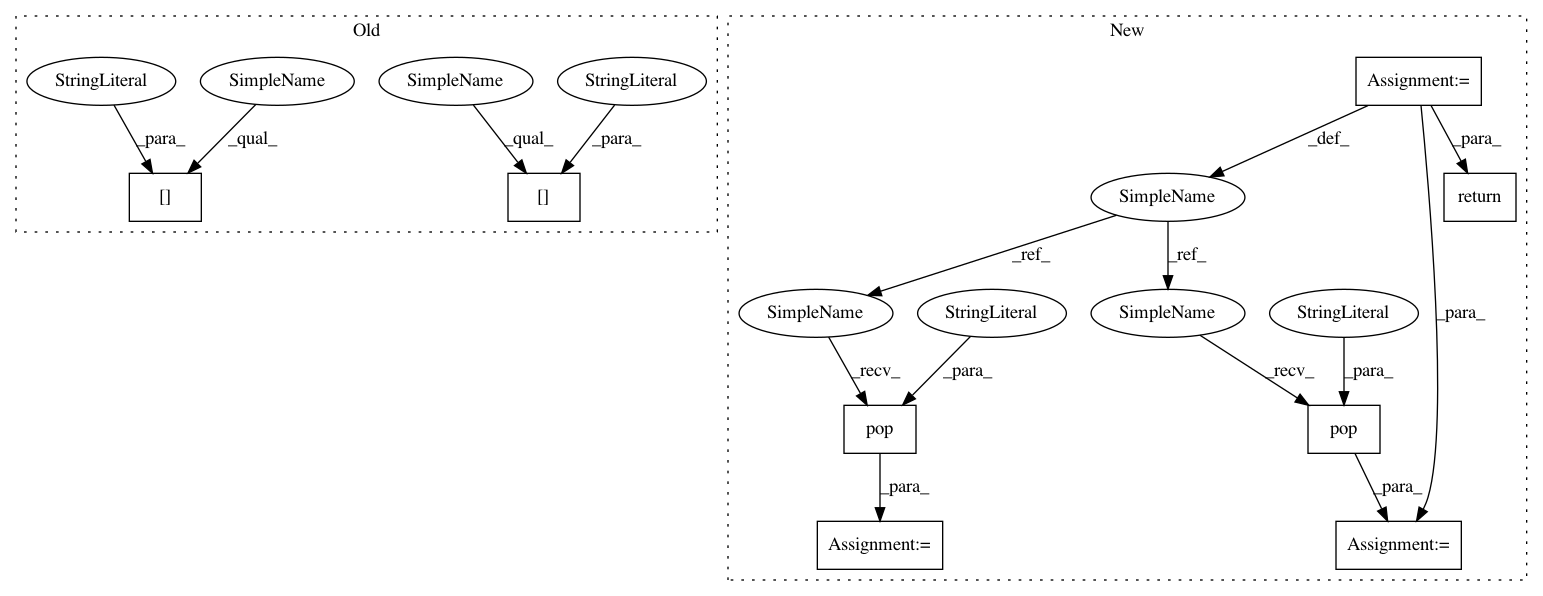 Old
New
StringLiteral
SimpleName
SimpleName
StringLiteral
Assignment:=
_para_
_qual_
_qual_
_para_
_def_
_para_
[]
[]
SimpleName
return
_ref_
_ref_
SimpleName
StringLiteral
SimpleName
StringLiteral
_para_
_recv_
_para_
_recv_
_para_
pop
pop
_para_
_para_
Assignment:=
Assignment:=